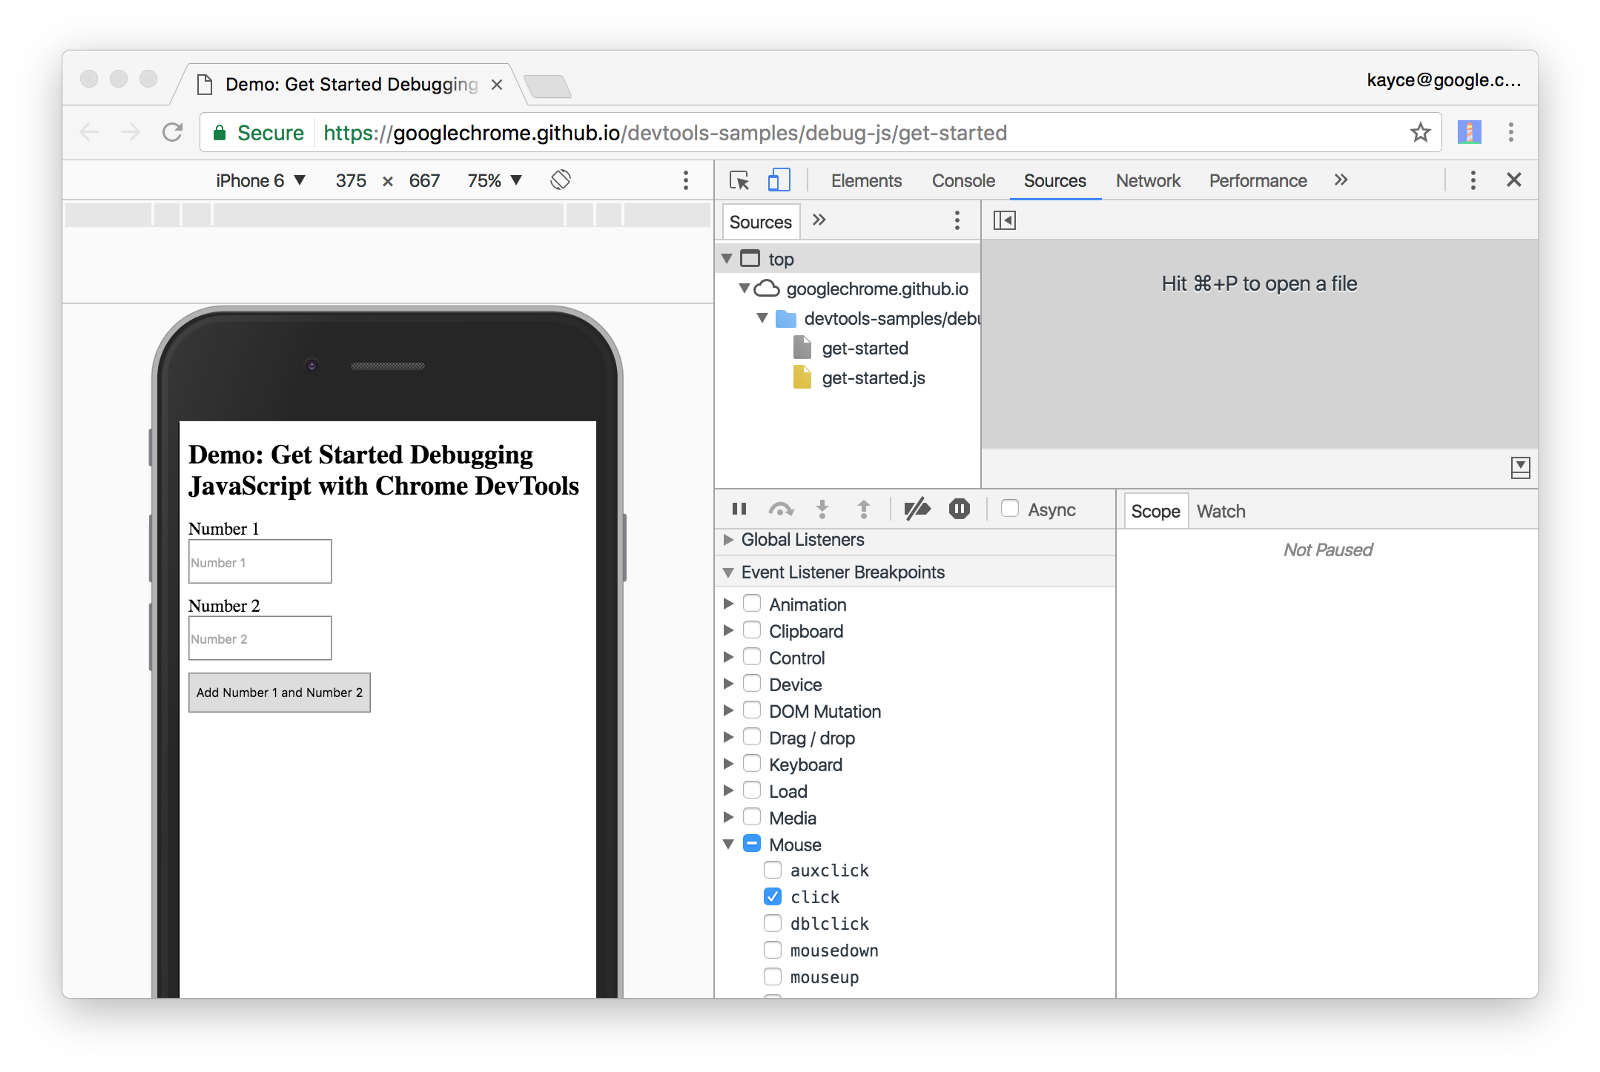 Demo: Get Started Debugging
kayce@google.c...
Secure
https://googlechrome.github.io/devtools-samples/debug-js/get-started
iPhone 6 375 × 667 75%
Elements Console Sources Network Performance »
Sources »
top
googlechrome.github.io
devtools-samples/debu
get-started
get-started.js
Hit ⌘+P to open a file
Demo: Get Started Debugging
JavaScript with Chrome DevTools
Number 1
Number 1
Number 2
Number 2
Add Number 1 and Number 2
Async
Global Listeners
Event Listener Breakpoints
Animation
Clipboard
Control
Device
DOM Mutation
Drag / drop
Keyboard
Load
Media
Mouse
auxclick
click
dblclick
mousedown
mouseup
Scope Watch
Not Paused